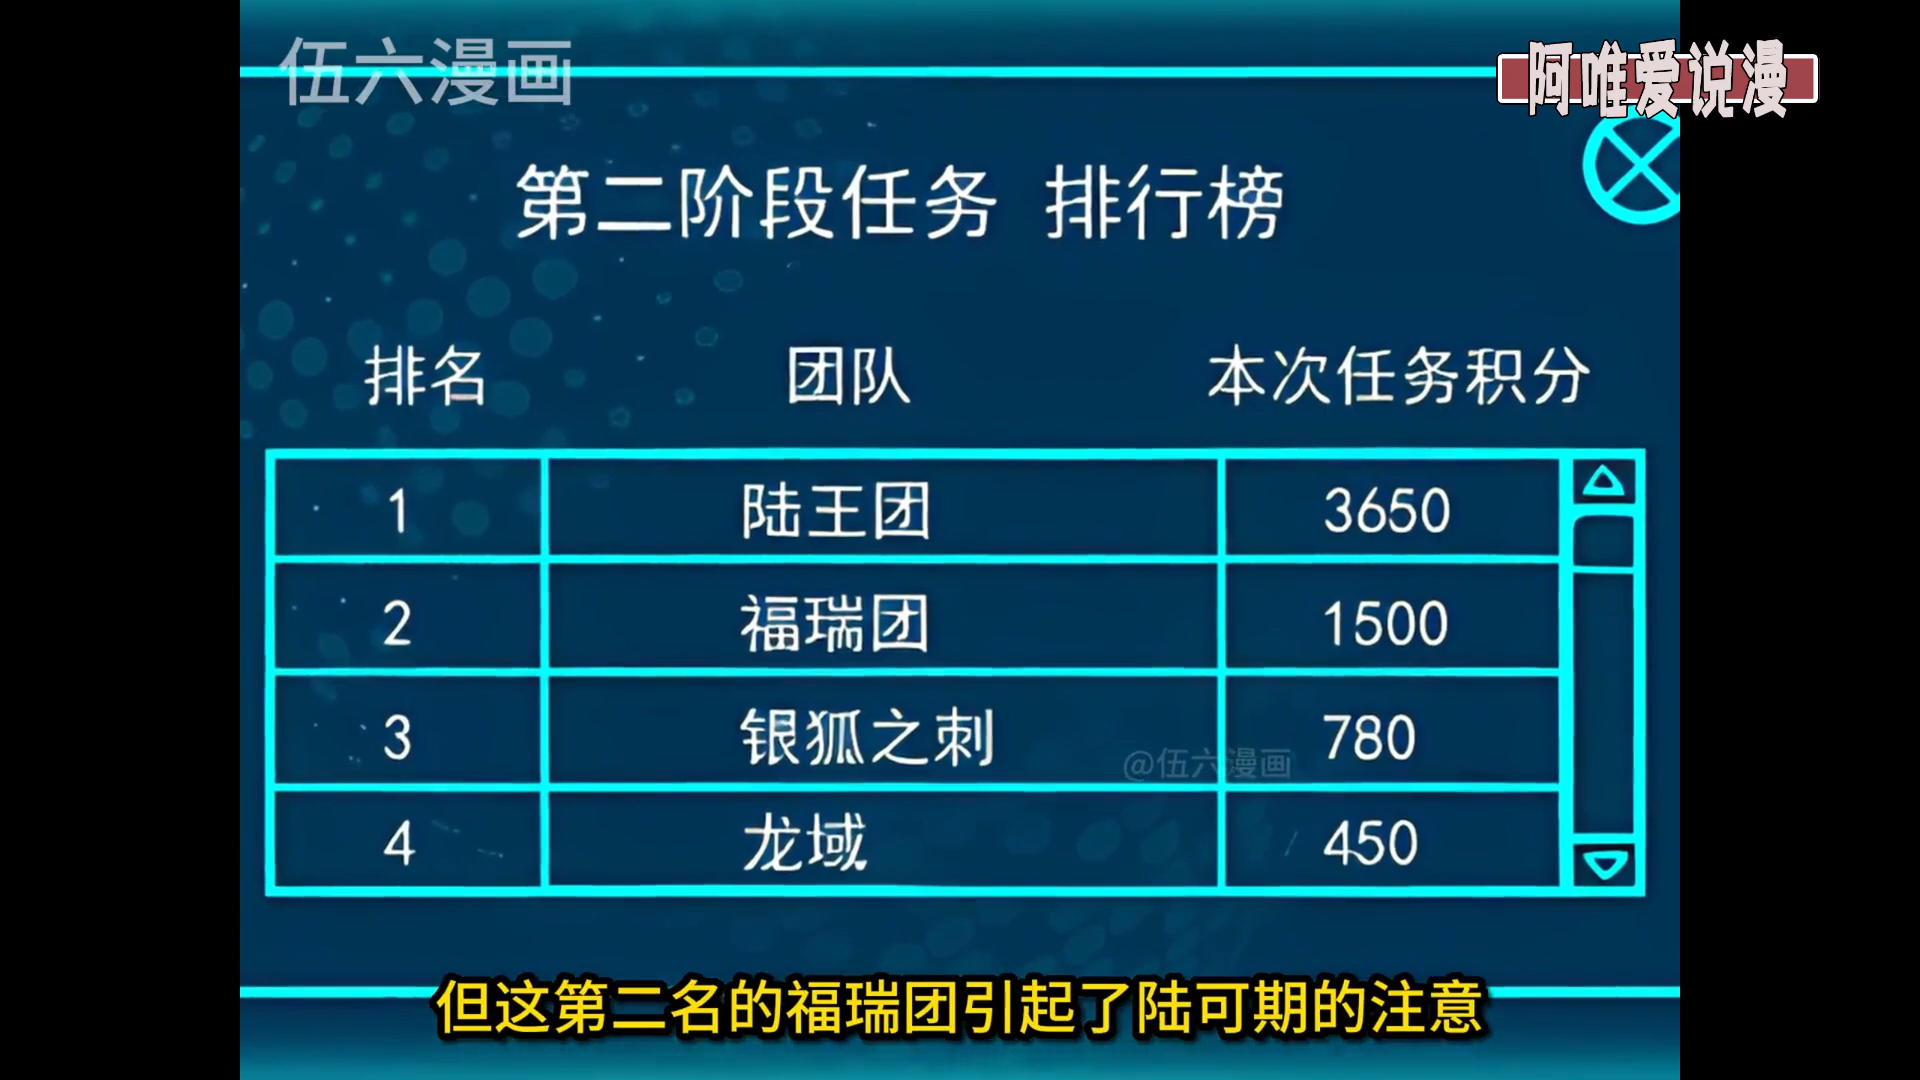 伍六漫画
阿唯爱说漫
第二阶段任务 排行榜
排名 团队 本次任务积分
1 陆王团 3650
2 福瑞团 1500
3 银狐之刺 780
@伍六漫画
4 龙域 450
但这第二名的福瑞团引起了陆可期的注意